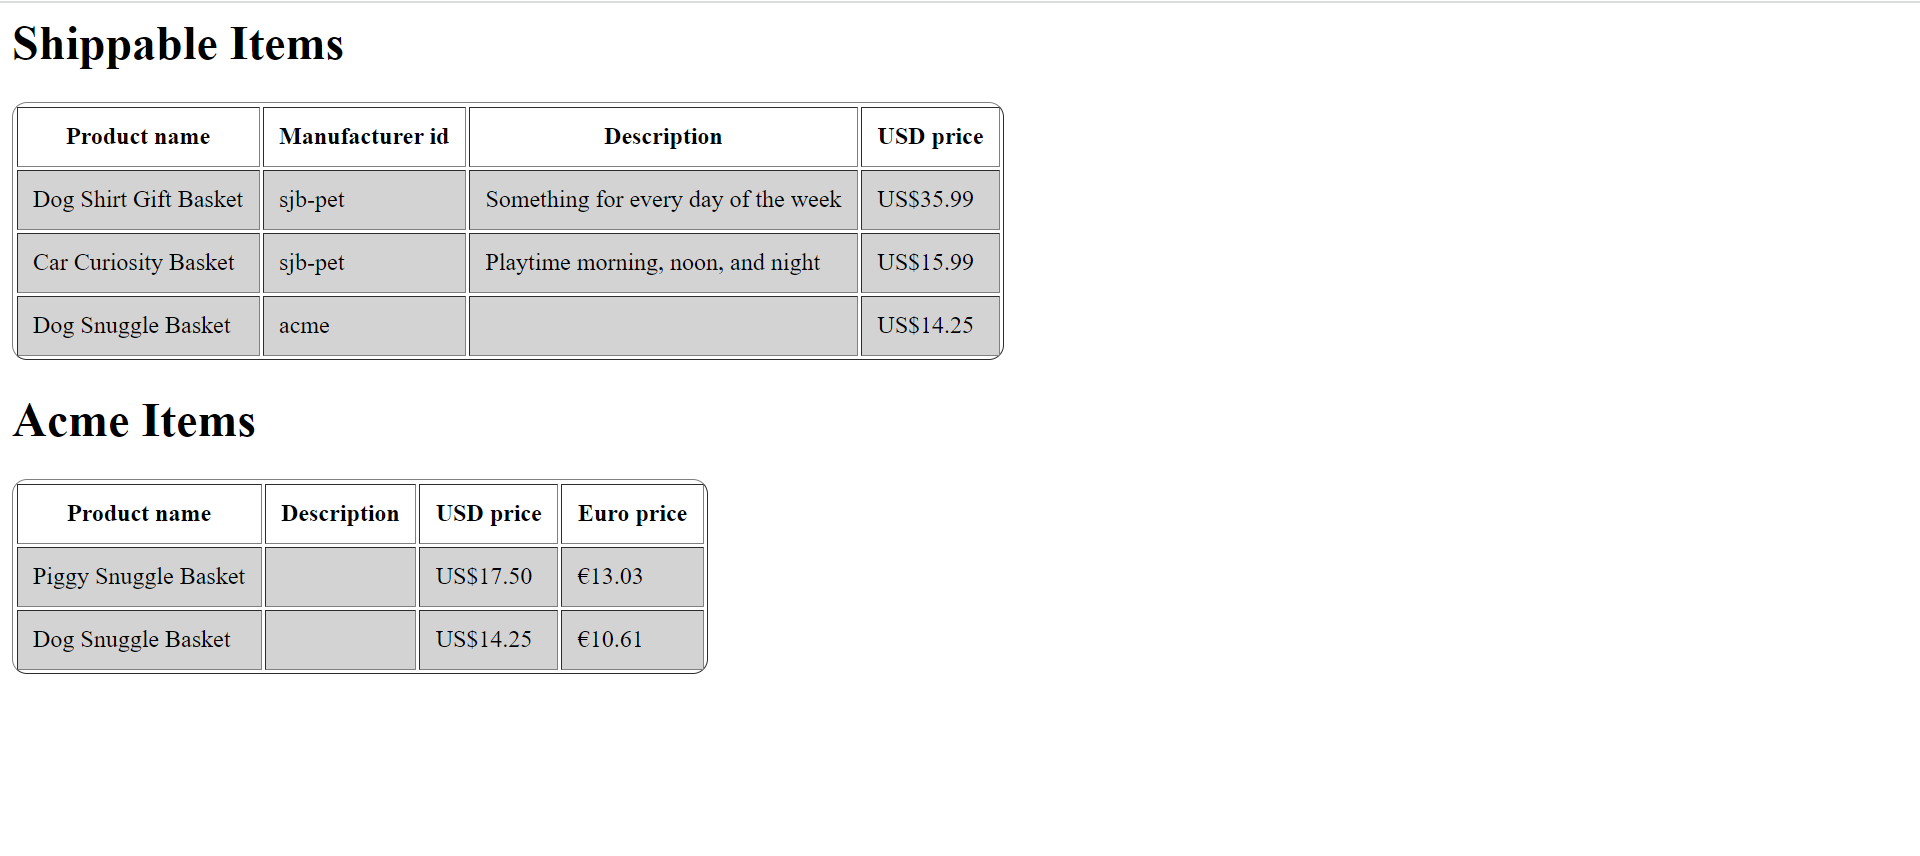 Shippable Items
Product name Manufacturer id Description USD price
Dog Shirt Gift Basket sjb-pet Something for every day of the week US$35.99
Car Curiosity Basket sjb-pet Playtime morning, noon, and night US$15.99
Dog Snuggle Basket acme US$14.25
Acme Items
Product name Description USD price Euro price
Piggy Snuggle Basket US$17.50 €13.03
Dog Snuggle Basket US$14.25 €10.61